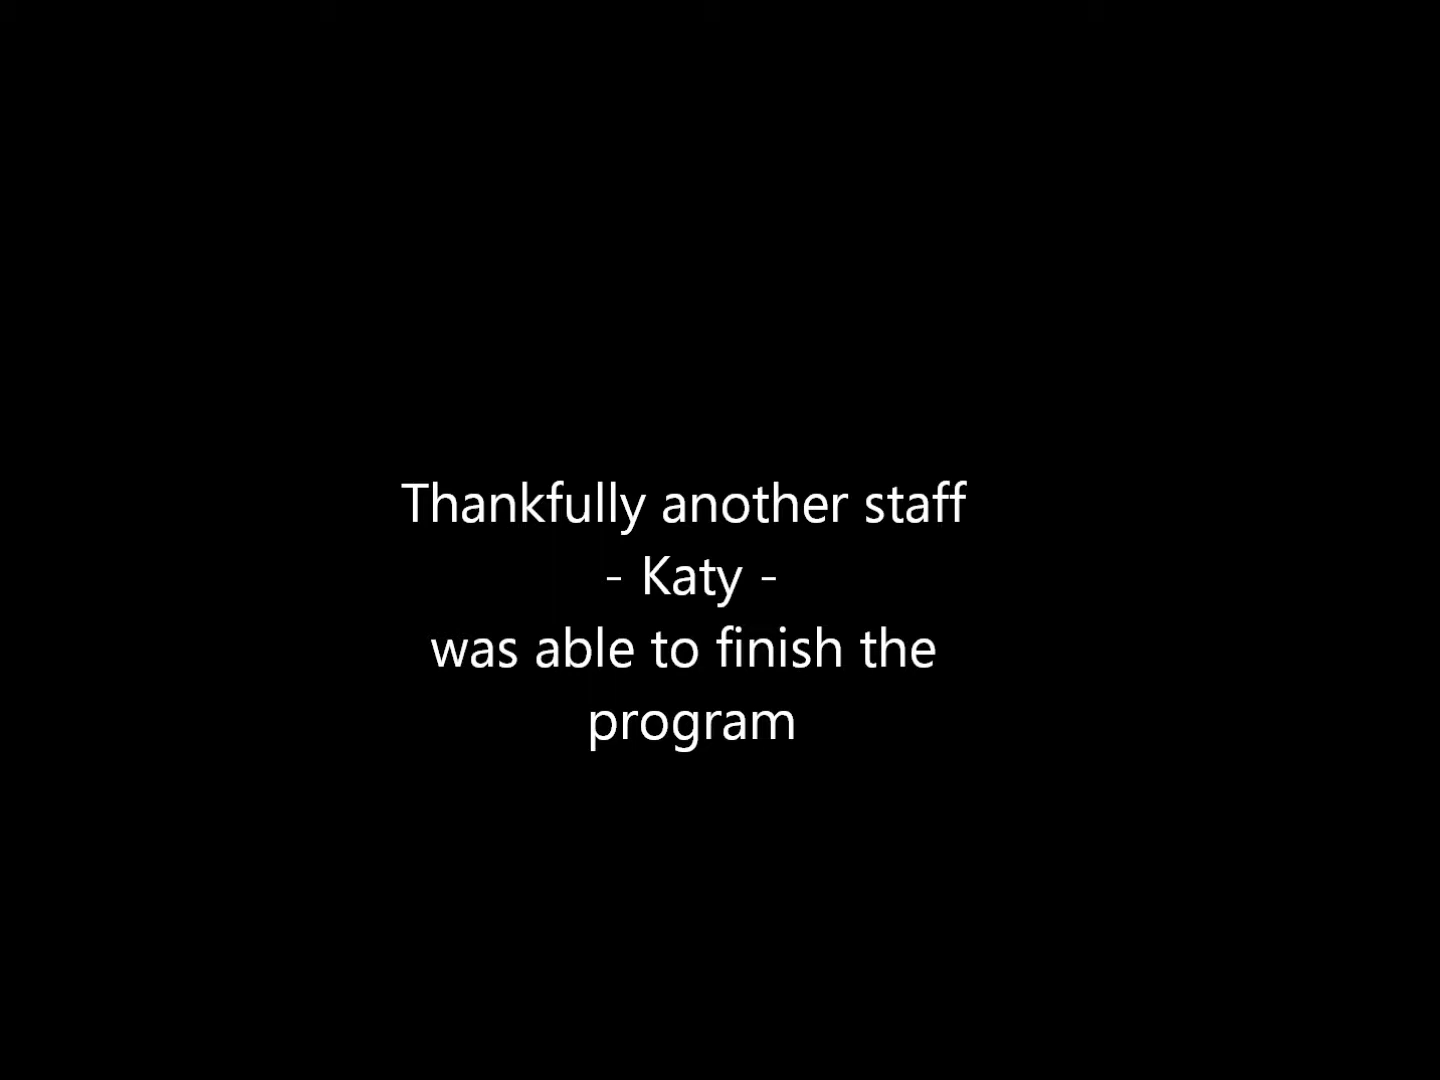 Thankfully another staff
- Katy -
was able to finish the
program